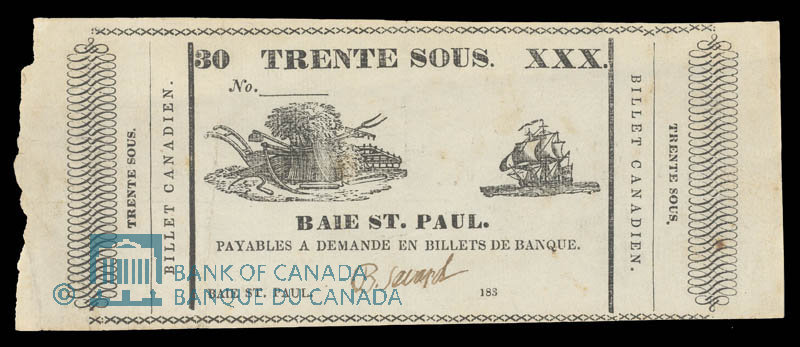 30 TRENTE SOUS. XXX.
No.
BAIE ST. PAUL.
PAYABLES A DEMANDE EN BILLETS DE BANQUE.
BAIE ST. PAUL. 183
TRENTE SOUS.
BILLET CANADIEN.
BILLET CANADIEN.
TRENTE SOUS.
© BANK OF CANADA
BANQUE DU CANADA